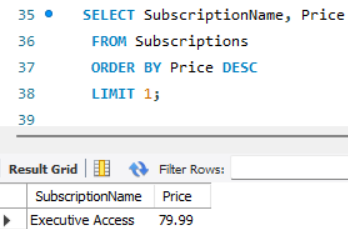 35 SELECT SubscriptionName, Price
36 FROM Subscriptions
37 ORDER BY Price DESC
38 LIMIT 1;
39
Result Grid Filter Rows:
SubscriptionName Price
Executive Access 79.99